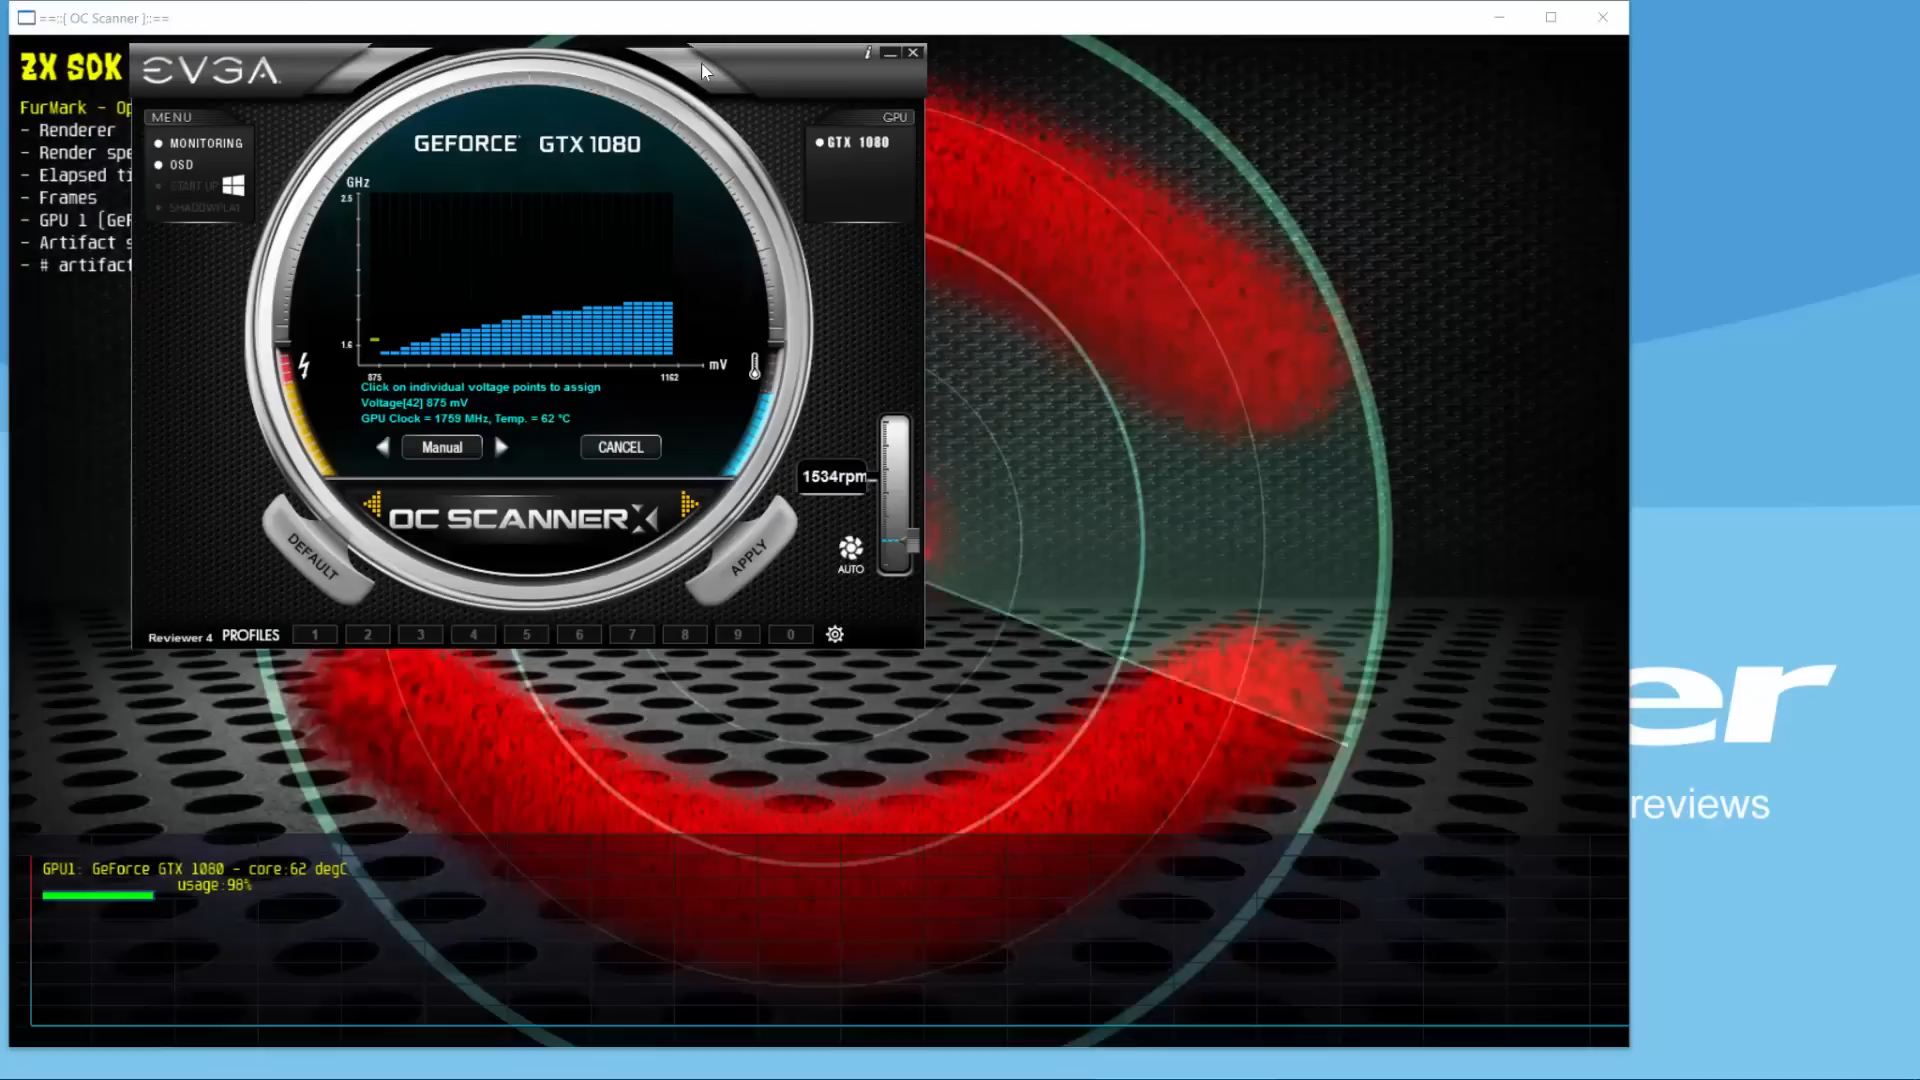 ==::[ OC Scanner ]::==
ZX SDK
FurMark - Op
- Renderer
- Render spe
- Elapsed ti
- Frames
- GPU 1 (GeF
- Artifact s
- # artifact
EVGA
i
MENU
MONITORING
OSD
START UP
SHADOWPLAY
GPU
GTX 1080
GEFORCE GTX 1080
GHz
2.5
1.6
mV
875
1162
Click on individual voltage points to assign
Voltage[42] 875 mV
GPU Clock = 1759 MHz, Temp. = 62 °C
Manual
CANCEL
OC SCANNER X
DEFAULT
APPLY
1534rpm
AUTO
Reviewer 4 PROFILES 1 2 3 4 5 6 7 8 9 0
er
reviews
GPU1: GeForce GTX 1080 - core:62 degC
usage:98%